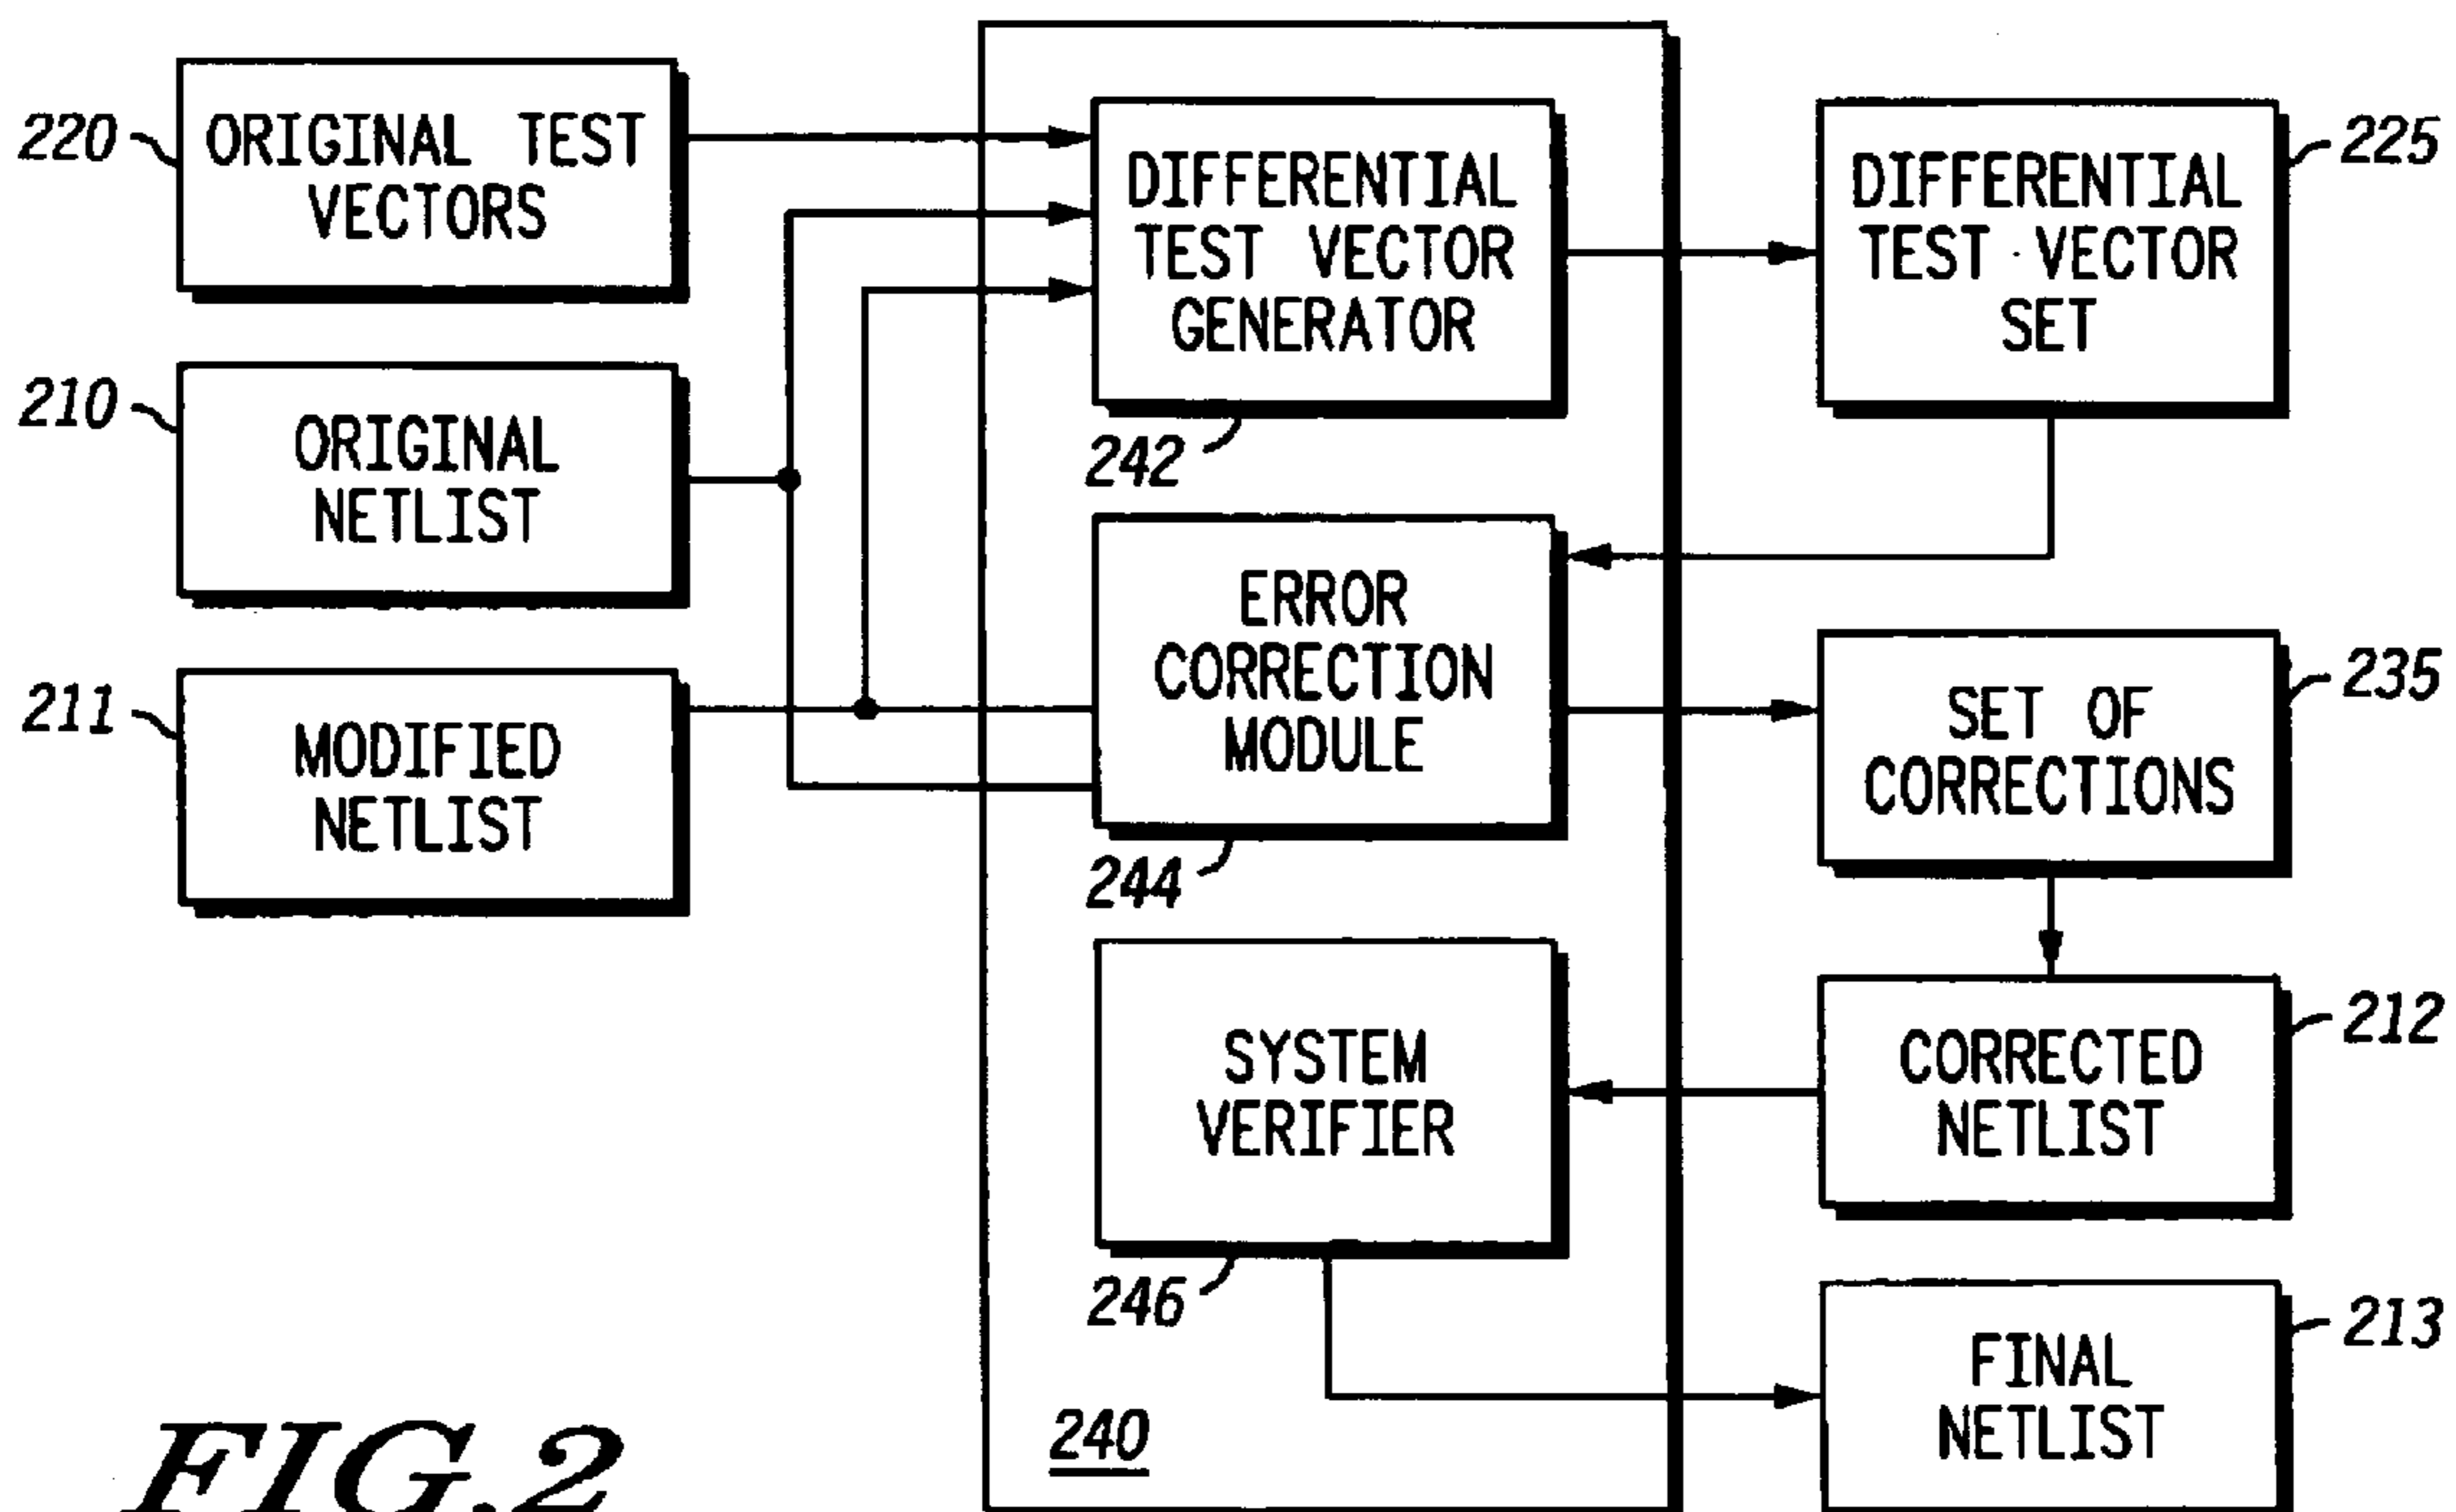 220
ORIGINAL TEST
VECTORS
210
ORIGINAL
NETLIST
211
MODIFIED
NETLIST
DIFFERENTIAL
TEST VECTOR
GENERATOR
242
ERROR
CORRECTION
MODULE
244
SYSTEM
VERIFIER
246
240
DIFFERENTIAL
TEST VECTOR
SET
225
SET OF
CORRECTIONS
235
CORRECTED
NETLIST
212
FINAL
NETLIST
213
FIG.2